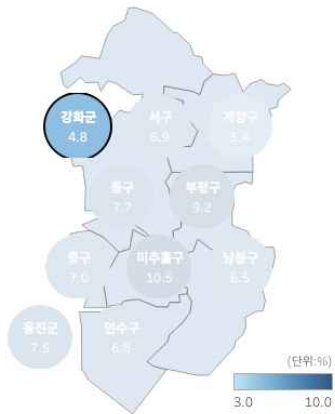 강화군
4.8
서구
6.9
계양구
5.4
동구
7.7
부평구
9.2
중구
7.0
미추홀구
10.5
남동구
6.5
옹진군
7.5
연수구
6.8
(단위:%)
3.0 10.0